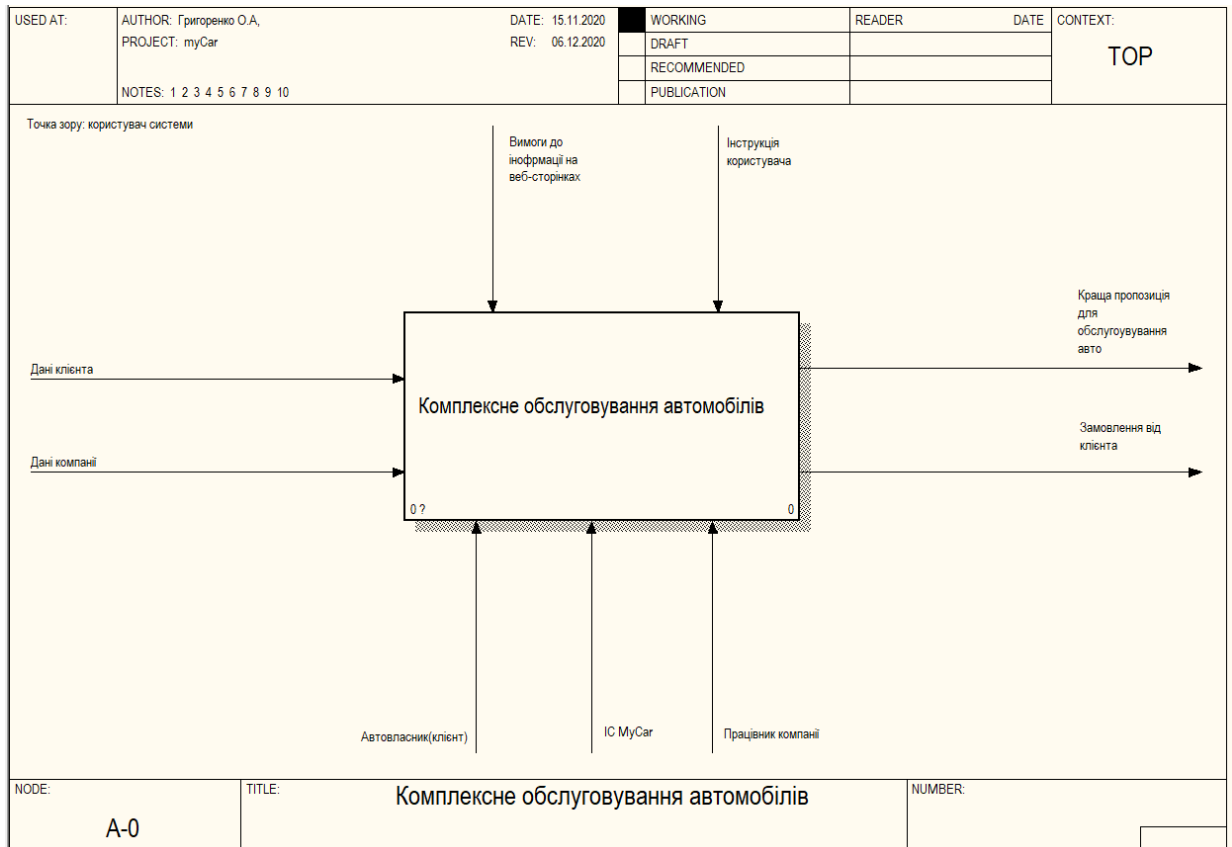 USED AT:
AUTHOR: Григоренко О.А,
DATE: 15.11.2020
PROJECT: myCar
REV: 06.12.2020
NOTES: 1 2 3 4 5 6 7 8 9 10
WORKING
DRAFT
RECOMMENDED
PUBLICATION
READER
DATE
CONTEXT:
TOP
Точка зору: користувач системи
Вимоги до
інофрмації на
веб-сторінках
Інструкція
користувача
Краща пропозиція
для
обслугоувування
авто
Дані клієнта
Комплексне обслуговування автомобілів
Замовлення від
клієнта
Дані компанії
0 ?
0
Автовласник(клієнт)
ІС MyCar
Працівник компанії
NODE:
A-0
TITLE:
Комплексне обслуговування автомобілів
NUMBER: